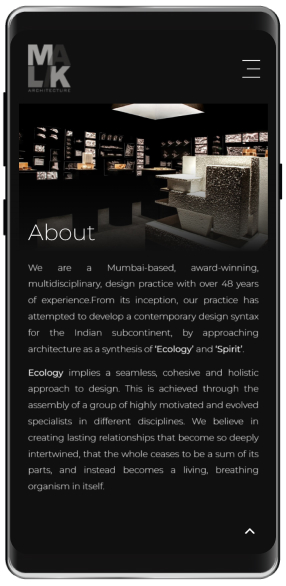 MALIK
ARCHITECTURE
About
We are a Mumbai-based, award-winning,
multidisciplinary, design practice with over 48 years
of experience.From its inception, our practice has
attempted to develop a contemporary design syntax
for the Indian subcontinent, by approaching
architecture as a synthesis of 'Ecology' and 'Spirit'.
Ecology implies a seamless, cohesive and holistic
approach to design. This is achieved through the
assembly of a group of highly motivated and evolved
specialists in different disciplines. We believe in
creating lasting relationships that become so deeply
intertwined, that the whole ceases to be a sum of its
parts, and instead becomes a living, breathing
organism in itself.